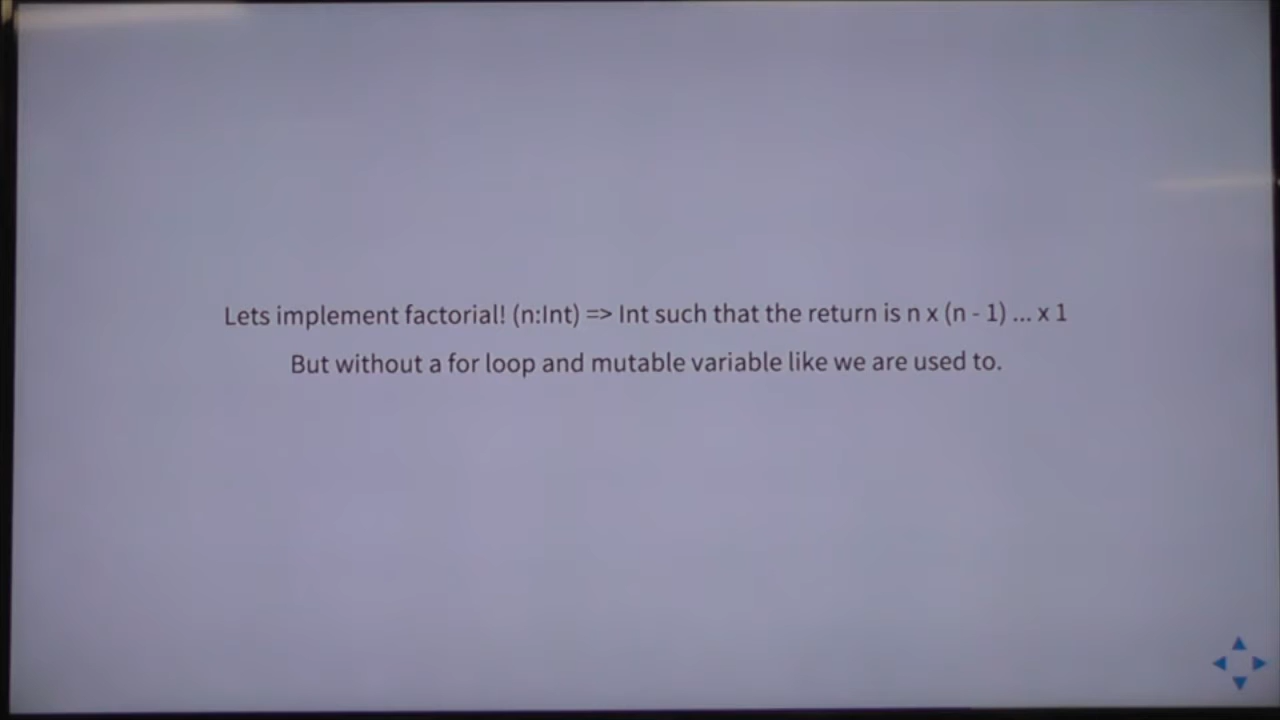 Lets implement factorial! (n:Int) => Int such that the return is n x (n - 1) ... x 1
But without a for loop and mutable variable like we are used to.